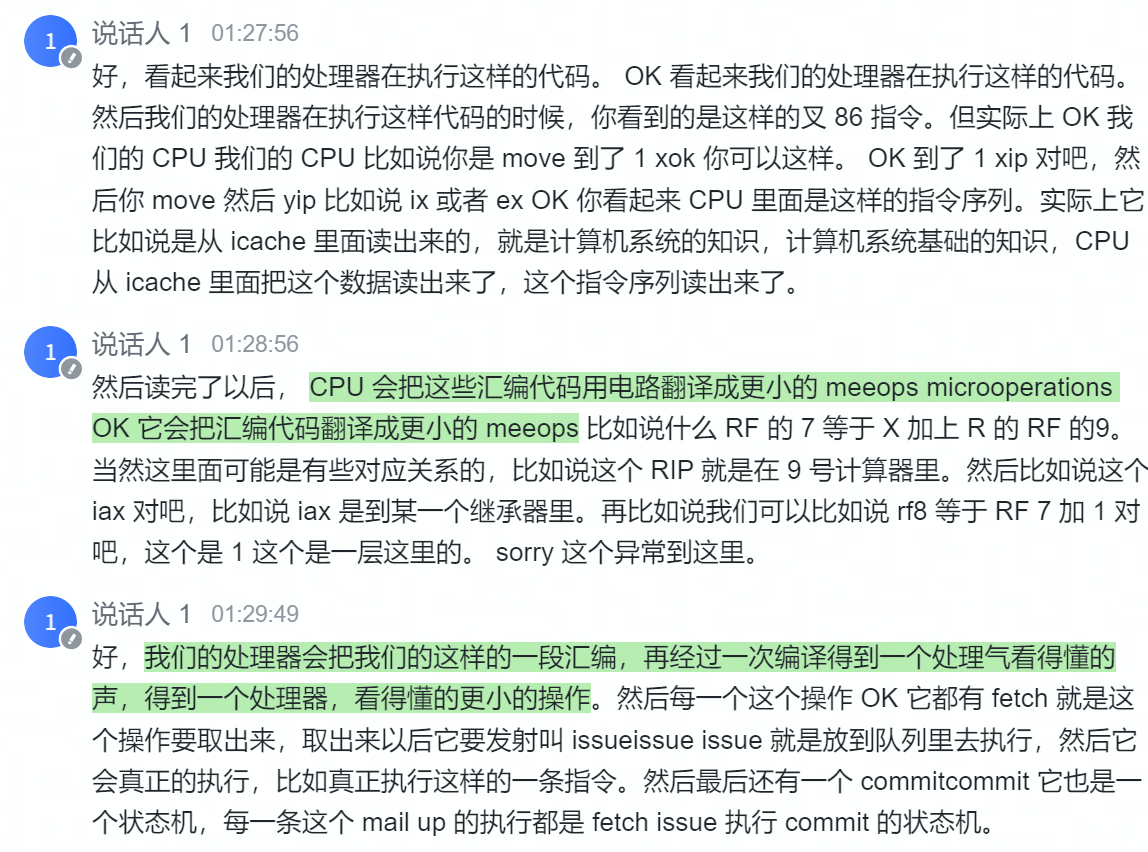 1 说话人 1 01:27:56
好，看起来我们的处理器在执行这样的代码。 OK 看起来我们的处理器在执行这样的代码。
然后我们的处理器在执行这样代码的时候，你看到的是这样的叉 86 指令。但实际上 OK 我
们的 CPU 我们的 CPU 比如说你是 move 到了 1 xok 你可以这样。 OK 到了 1 xip 对吧，然
后你 move 然后 yip 比如说 ix 或者 ex OK 你看起来 CPU 里面是这样的指令序列。实际上它
比如说是从 icache 里面读出来的，就是计算机系统的知识，计算机系统基础的知识，CPU
从 icache 里面把这个数据读出来了，这个指令序列读出来了。
1 说话人 1 01:28:56
然后读完了以后， CPU 会把这些汇编代码用电路翻译成更小的 meeops microoperations
OK 它会把汇编代码翻译成更小的 meeops 比如说什么 RF 的 7 等于 X 加上 R 的 RF 的9。
当然这里面可能是有些对应关系的，比如说这个 RIP 就是在 9 号计算器里。然后比如说这个
iax 对吧，比如说 iax 是到某一个继承器里。再比如说我们可以比如说 rf8 等于 RF 7 加 1 对
吧，这个是 1 这个是一层这里的。 sorry 这个异常到这里。
1 说话人 1 01:29:49
好，我们的处理器会把我们的这样的一段汇编，再经过一次编译得到一个处理气看得懂的
声，得到一个处理器，看得懂的更小的操作。然后每一个这个操作 OK 它都有 fetch 就是这
个操作要取出来，取出来以后它要发射叫 issueissue issue 就是放到队列里去执行，然后它
会真正的执行，比如真正执行这样的一条指令。然后最后还有一个 commitcommit 它也是一
个状态机，每一条这个 mail up 的执行都是 fetch issue 执行 commit 的状态机。